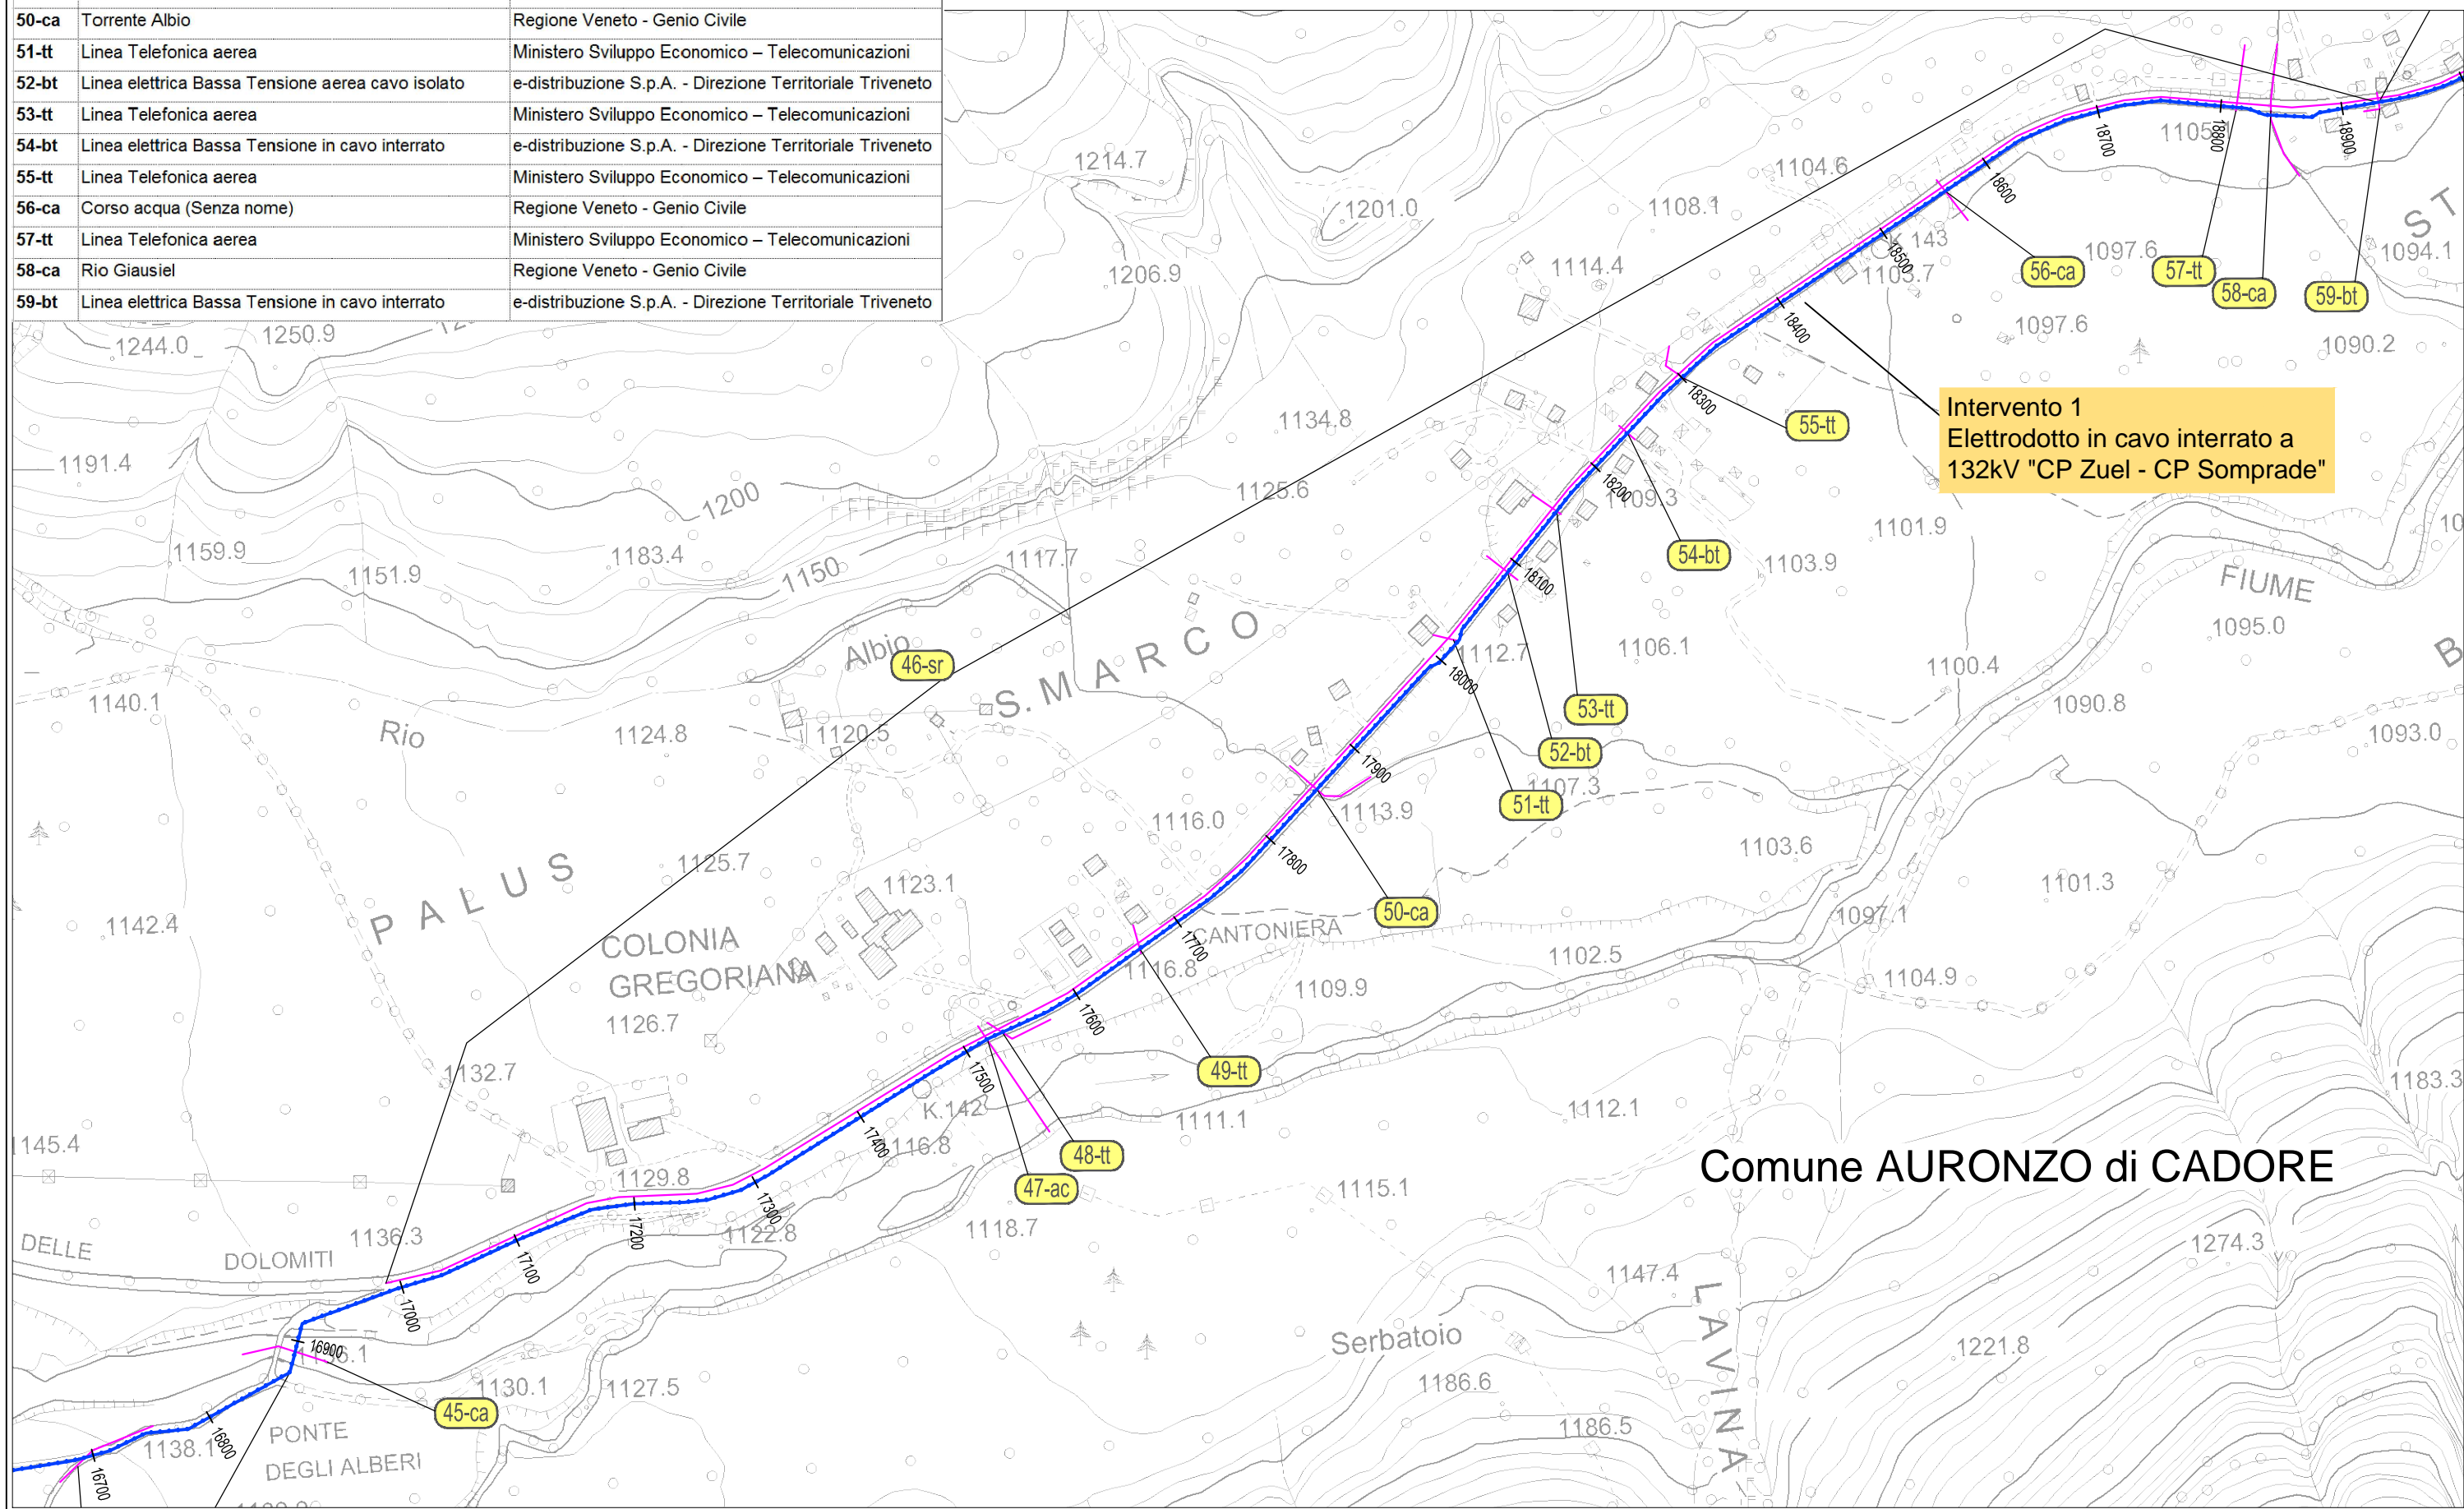 50-ca Torrente Albio Regione Veneto - Genio Civile
51-tt Linea Telefonica aerea Ministero Sviluppo Economico – Telecomunicazioni
52-bt Linea elettrica Bassa Tensione aerea cavo isolato e-distribuzione S.p.A. - Direzione Territoriale Triveneto
53-tt Linea Telefonica aerea Ministero Sviluppo Economico – Telecomunicazioni
54-bt Linea elettrica Bassa Tensione in cavo interrato e-distribuzione S.p.A. - Direzione Territoriale Triveneto
55-tt Linea Telefonica aerea Ministero Sviluppo Economico – Telecomunicazioni
56-ca Corso acqua (Senza nome) Regione Veneto - Genio Civile
57-tt Linea Telefonica aerea Ministero Sviluppo Economico – Telecomunicazioni
58-ca Rio Giausiel Regione Veneto - Genio Civile
59-bt Linea elettrica Bassa Tensione in cavo interrato e-distribuzione S.p.A. - Direzione Territoriale Triveneto
1105
18700
18800
18900
1214.7
1104.6
18600
1201.0
1108.1
ST
143
18500
1097.6
1094.1
1206.9
1114.4
1103.7
56-ca
57-tt
58-ca
59-bt
18400
1097.6
1250.9
1244.0
1090.2
18300
Intervento 1
Elettrodotto in cavo interrato a
132kV "CP Zuel - CP Somprade"
1134.8
55-tt
1191.4
1200
1125.6
18200
1109.3
1101.9
1159.9
1183.4
1117.7
54-bt
1151.9
1150
18100
1103.9
FIUME
1095.0
Albio
46-sr
S. MARCO
1112.7
1106.1
1100.4
B
18000
1140.1
53-tt
1090.8
Rio
1124.8
1120.5
1093.0
52-bt
17900
1107.3
51-tt
1113.9
1116.0
17800
1103.6
1125.7
1123.1
1101.3
PALUS
50-ca
1097.1
1142.4
17700
CANTONIERA
COLONIA
GREGORIANA
1116.8
1102.5
1104.9
1109.9
1126.7
17600
49-tt
17500
1132.7
1183.3
K.142
1111.1
1112.1
17400
1116.8
1145.4
48-tt
Comune AURONZO di CADORE
1129.8
47-ac
17300
1115.1
17200
1118.7
1122.8
DELLE
1136.3
DOLOMITI
17100
1274.3
1147.4
17000
LAVINA
Serbatoio
16900
1221.8
1130.1
1127.5
1186.6
45-ca
1186.5
PONTE
DEGLI ALBERI
16800
1138.1
16700